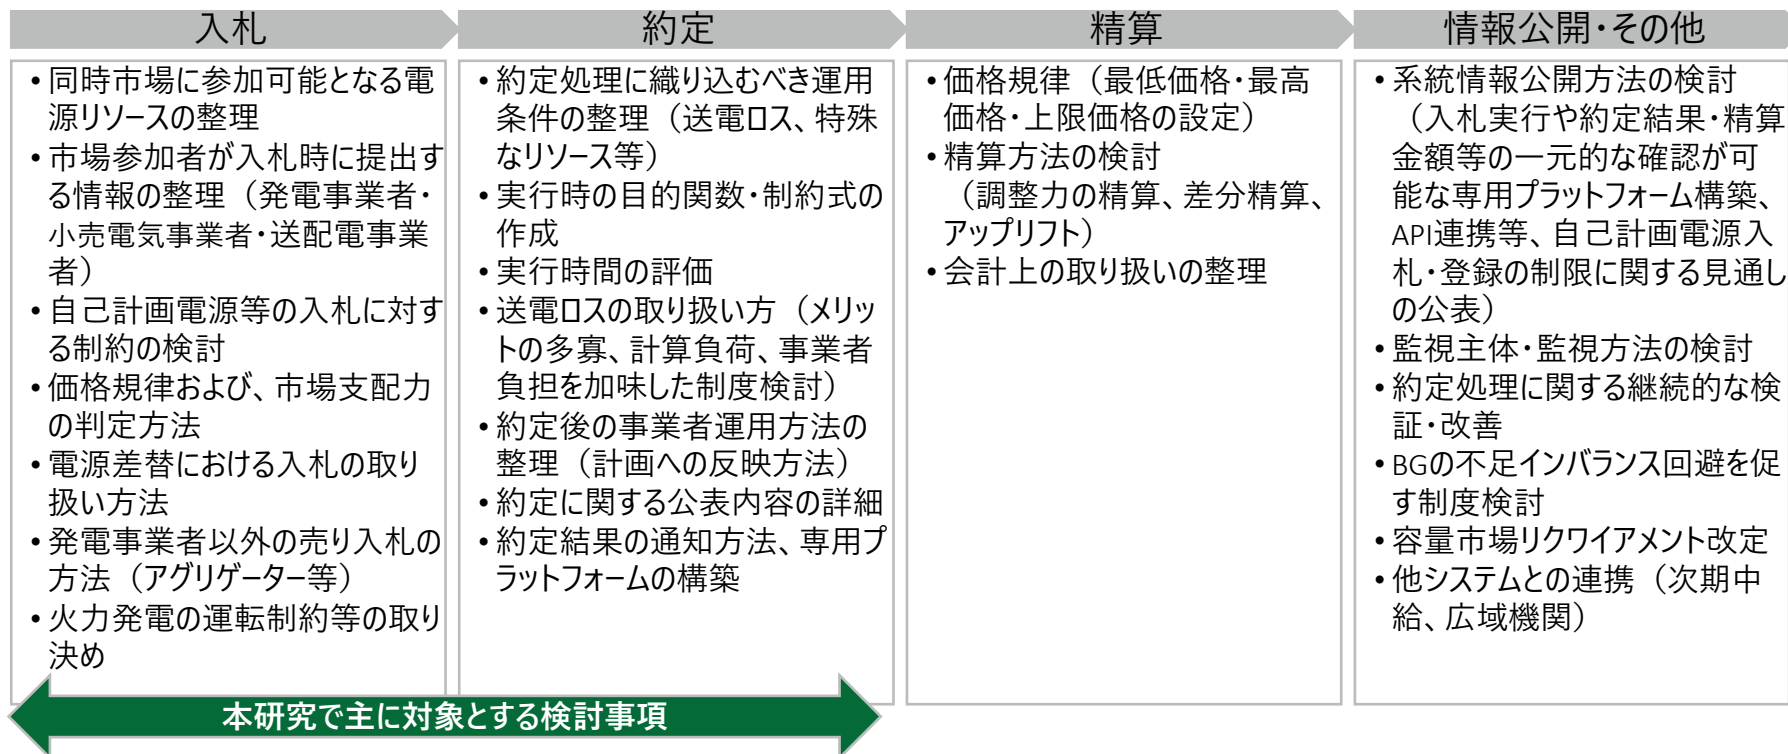 入札
• 同時市場に参加可能となる電
源リソースの整理
• 市場参加者が入札時に提出す
る情報の整理（発電事業者・
小売電気事業者・送配電事業
者）
• 自己計画電源等の入札に対す
る制約の検討
• 価格規律および、市場支配力
の判定方法
• 電源差替における入札の取り
扱い方法
• 発電事業者以外の売り入札の
方法（アグリゲーター等）
• 火力発電の運転制約等の取り
決め
約定
• 約定処理に織り込むべき運用
条件の整理（送電ロス、特殊
なリソース等）
• 実行時の目的関数・制約式の
作成
• 実行時間の評価
• 送電ロスの取り扱い方（メリッ
トの多寡、計算負荷、事業者
負担を加味した制度検討）
• 約定後の事業者運用方法の
整理（計画への反映方法）
• 約定に関する公表内容の詳細
• 約定結果の通知方法、専用プ
ラットフォームの構築
精算
• 価格規律（最低価格・最高
価格・上限価格の設定）
• 精算方法の検討
（調整力の精算、差分精算、
アップリフト）
• 会計上の取り扱いの整理
情報公開・その他
• 系統情報公開方法の検討
（入札実行や約定結果・精算
金額等の一元的な確認が可
能な専用プラットフォーム構築、
API連携等、自己計画電源入
札・登録の制限に関する見通し
の公表）
• 監視主体・監視方法の検討
• 約定処理に関する継続的な検
証・改善
• BGの不足インバランス回避を促
す制度検討
• 容量市場リクワイアメント改定
• 他システムとの連携（次期中
給、広域機関）
本研究で主に対象とする検討事項